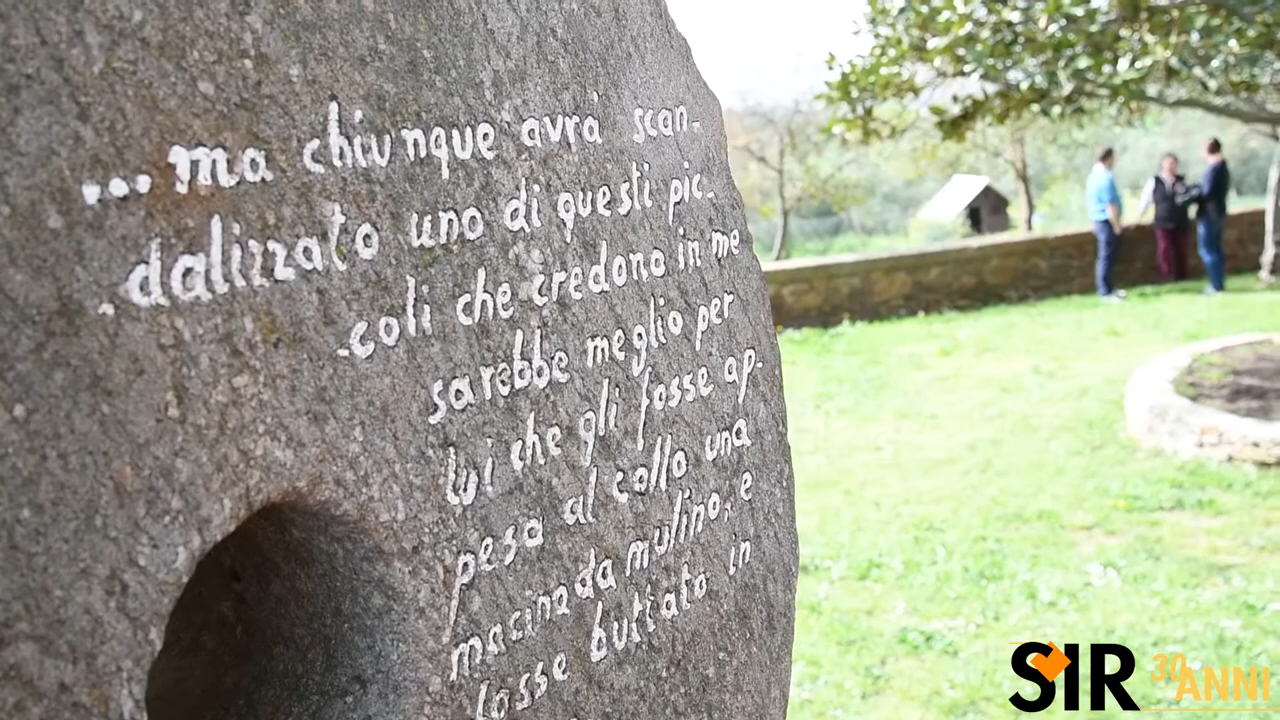 ... ma chiunque avrà scan-
dalizzato uno di questi pic-
coli che credono in me
sarebbe meglio per
lui che gli fosse ap-
pesa al collo una
macina da mulino, e
fosse buttato in
SIR 30 ANNI